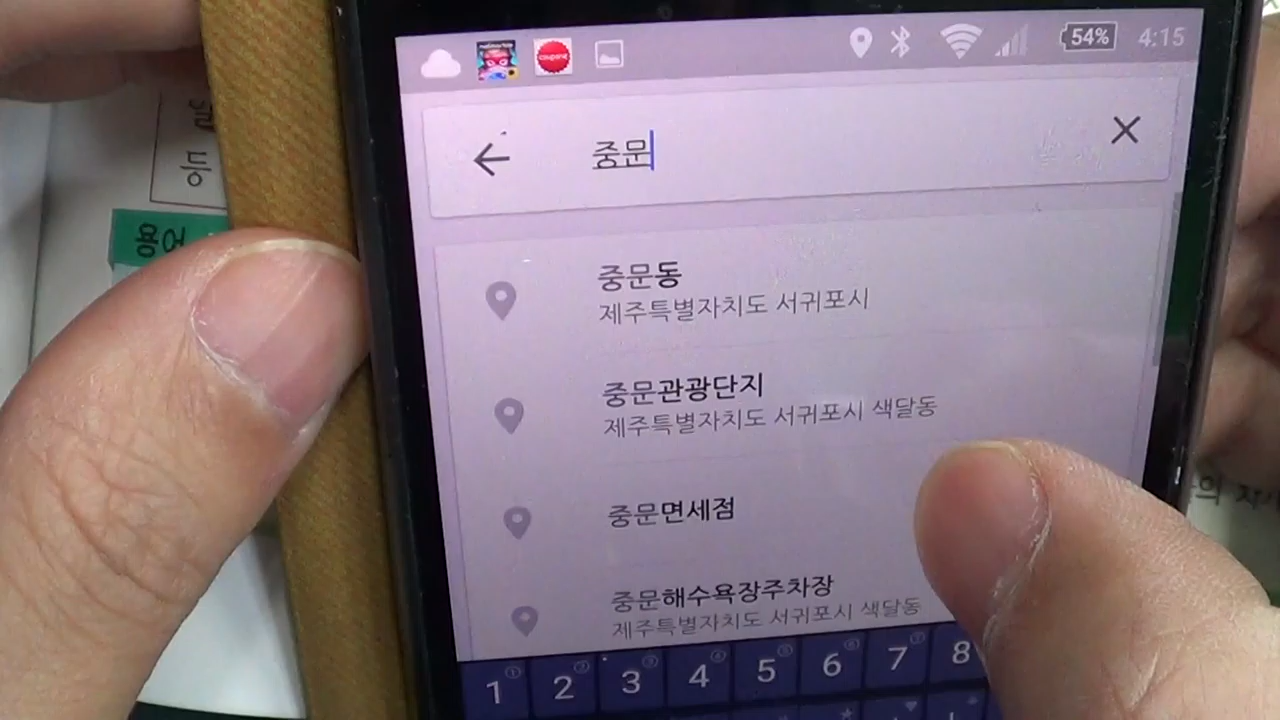 54%
4:15
중문
중문동
제주특별자치도 서귀포시
중문관광단지
제주특별자치도 서귀포시 색달동
중문면세점
중문해수욕장주차장
제주특별자치도 서귀포시 색달동
1 2 3 4 5 6 7 8
등
용어